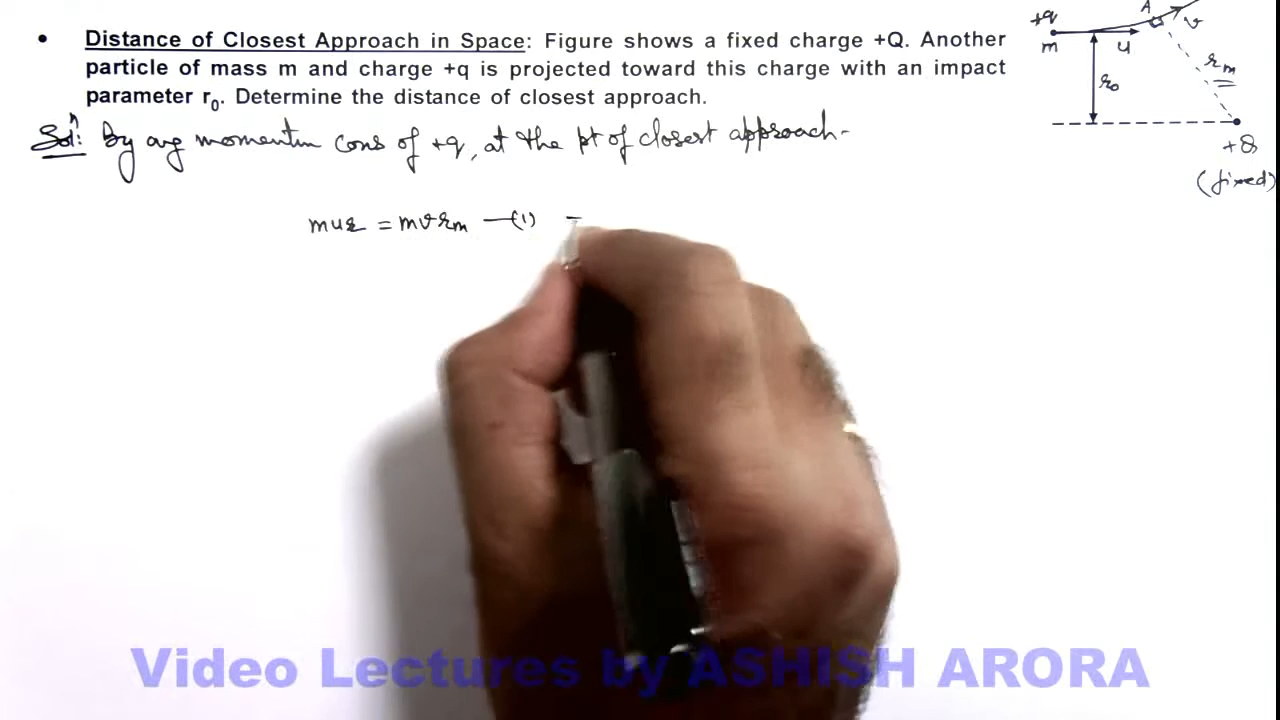 • Distance of Closest Approach in Space: Figure shows a fixed charge +Q. Another
particle of mass m and charge +q is projected toward this charge with an impact
parameter r₀. Determine the distance of closest approach.
Solⁿ: By ang momentum cons of +q, at the pt of closest approach-
mur = mvrₘ —(1)
+q
m
u
A
v
r₀
rₘ
+Q
(fixed)
Video Lectures by ASHISH ARORA